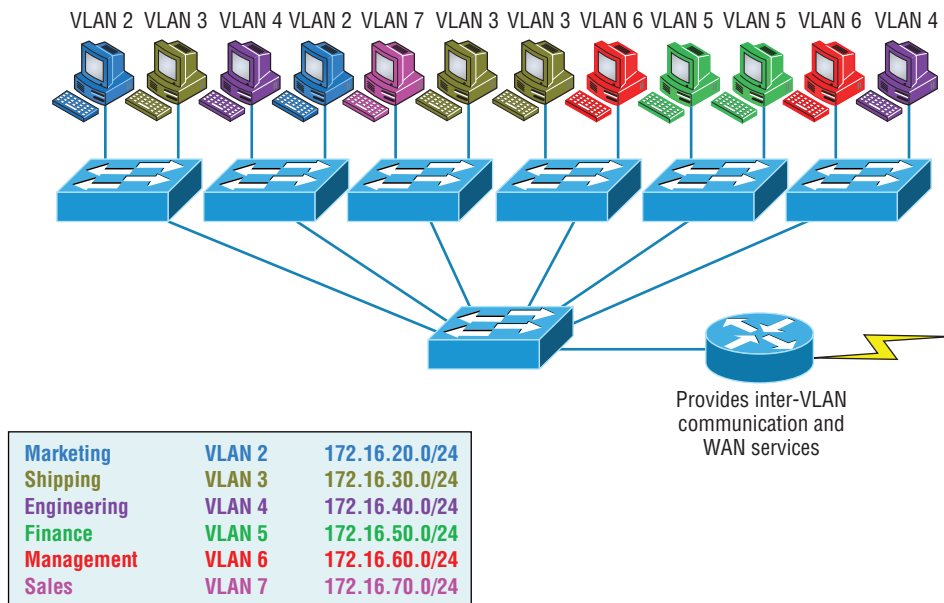 VLAN 2 VLAN 3 VLAN 4 VLAN 2 VLAN 7 VLAN 3 VLAN 3 VLAN 6 VLAN 5 VLAN 5 VLAN 6 VLAN 4
Provides inter-VLAN
communication and
WAN services
Marketing VLAN 2 172.16.20.0/24
Shipping VLAN 3 172.16.30.0/24
Engineering VLAN 4 172.16.40.0/24
Finance VLAN 5 172.16.50.0/24
Management VLAN 6 172.16.60.0/24
Sales VLAN 7 172.16.70.0/24